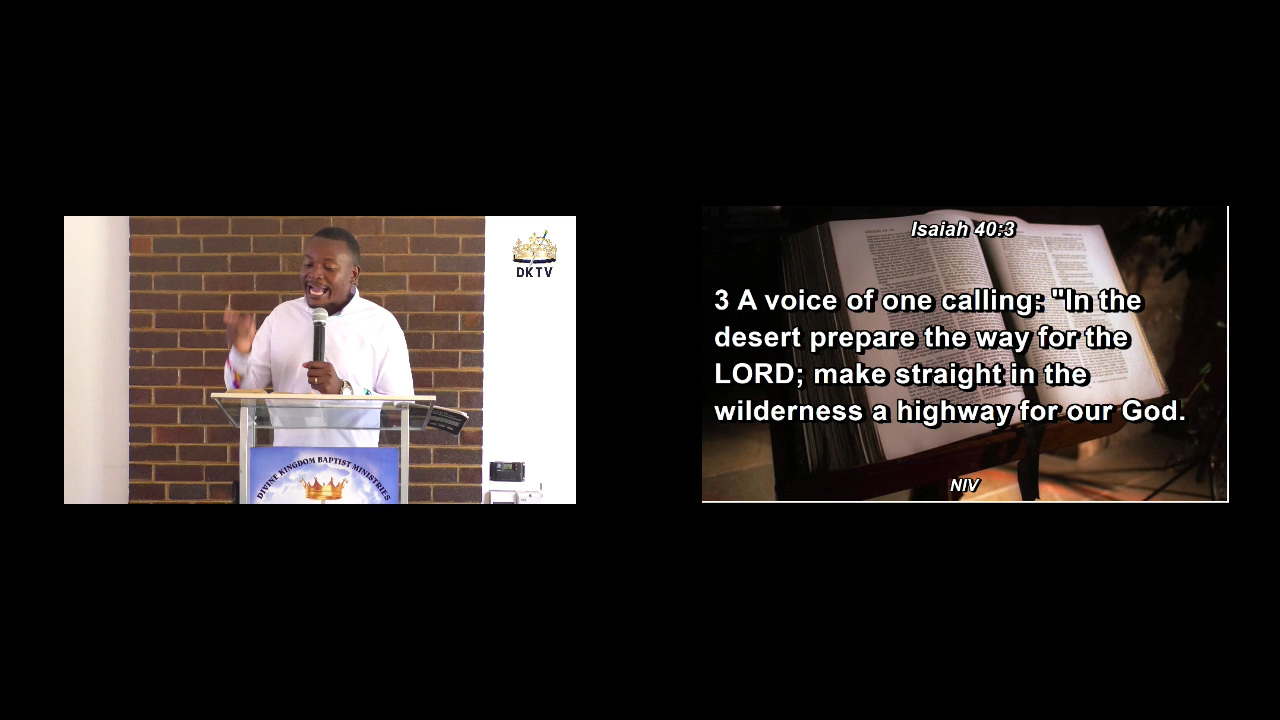 DKTV
DIVINE KINGDOM BAPTIST MINISTRIES
Isaiah 40:3
3 A voice of one calling: "In the
desert prepare the way for the
LORD; make straight in the
wilderness a highway for our God.
NIV